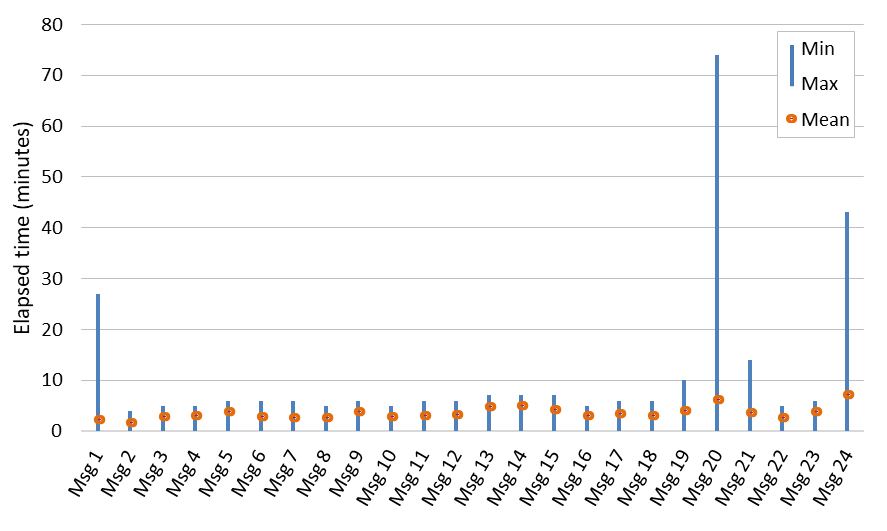 80
70
60
50
40
30
20
10
0
Elapsed time (minutes)
Min
Max
Mean
Msg 1
Msg 2
Msg 3
Msg 4
Msg 5
Msg 6
Msg 7
Msg 8
Msg 9
Msg 10
Msg 11
Msg 12
Msg 13
Msg 14
Msg 15
Msg 16
Msg 17
Msg 18
Msg 19
Msg 20
Msg 21
Msg 22
Msg 23
Msg 24